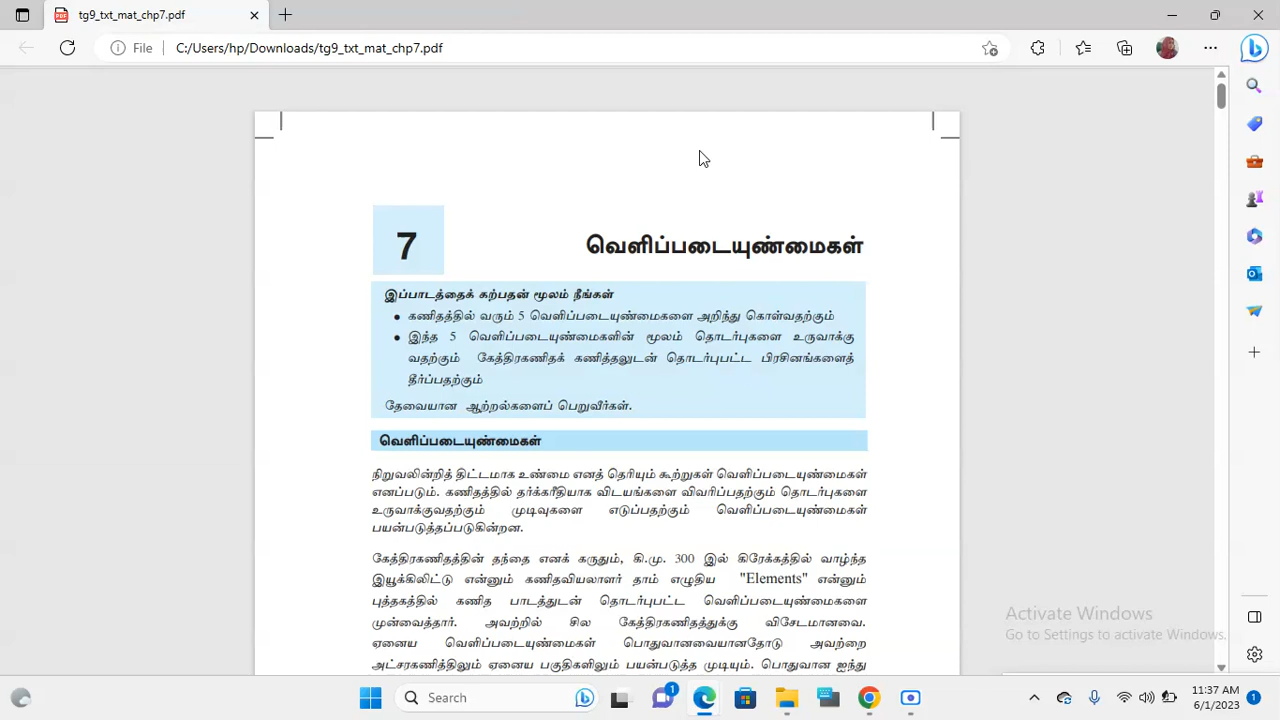 tg9_txt_mat_chp7.pdf
File
C:/Users/hp/Downloads/tg9_txt_mat_chp7.pdf
7
வெளிப்படையுண்மைகள்
இப்பாடத்தைக் கற்பதன் மூலம் நீங்கள்
● கணிதத்தில் வரும் 5 வெளிப்படையுண்மைகளை அறிந்து கொள்வதற்கும்
● இந்த 5 வெளிப்படையுண்மைகளின் மூலம் தொடர்புகளை உருவாக்கு
வதற்கும் கேத்திரகணிதக் கணித்தலுடன் தொடர்புபட்ட பிரசினங்களைத்
தீர்ப்பதற்கும்
தேவையான ஆற்றல்களைப் பெறுவீர்கள்.
வெளிப்படையுண்மைகள்
நிறுவலின்றித் திட்டமாக உண்மை எனத் தெரியும் கூற்றுகள் வெளிப்படையுண்மைகள்
எனப்படும். கணிதத்தில் தர்க்கரீதியாக விடயங்களை விவரிப்பதற்கும் தொடர்புகளை
உருவாக்குவதற்கும் முடிவுகளை எடுப்பதற்கும் வெளிப்படையுண்மைகள்
பயன்படுத்தப்படுகின்றன.
கேத்திரகணிதத்தின் தந்தை எனக் கருதும், கி.மு. 300 இல் கிரேக்கத்தில் வாழ்ந்த
இயூக்கிலிட்டு என்னும் கணிதவியலாளர் தாம் எழுதிய "Elements" என்னும்
புத்தகத்தில் கணித பாடத்துடன் தொடர்புபட்ட வெளிப்படையுண்மைகளை
முன்வைத்தார். அவற்றில் சில கேத்திரகணிதத்துக்கு விசேடமானவை.
ஏனைய வெளிப்படையுண்மைகள் பொதுவானவையானதோடு அவற்றை
அட்சரகணிதத்திலும் ஏனைய பகுதிகளிலும் பயன்படுத்த முடியும். பொதுவான ஐந்து
Activate Windows
Go to Settings to activate Windows.
Search
1
11:37 AM
6/1/2023
1